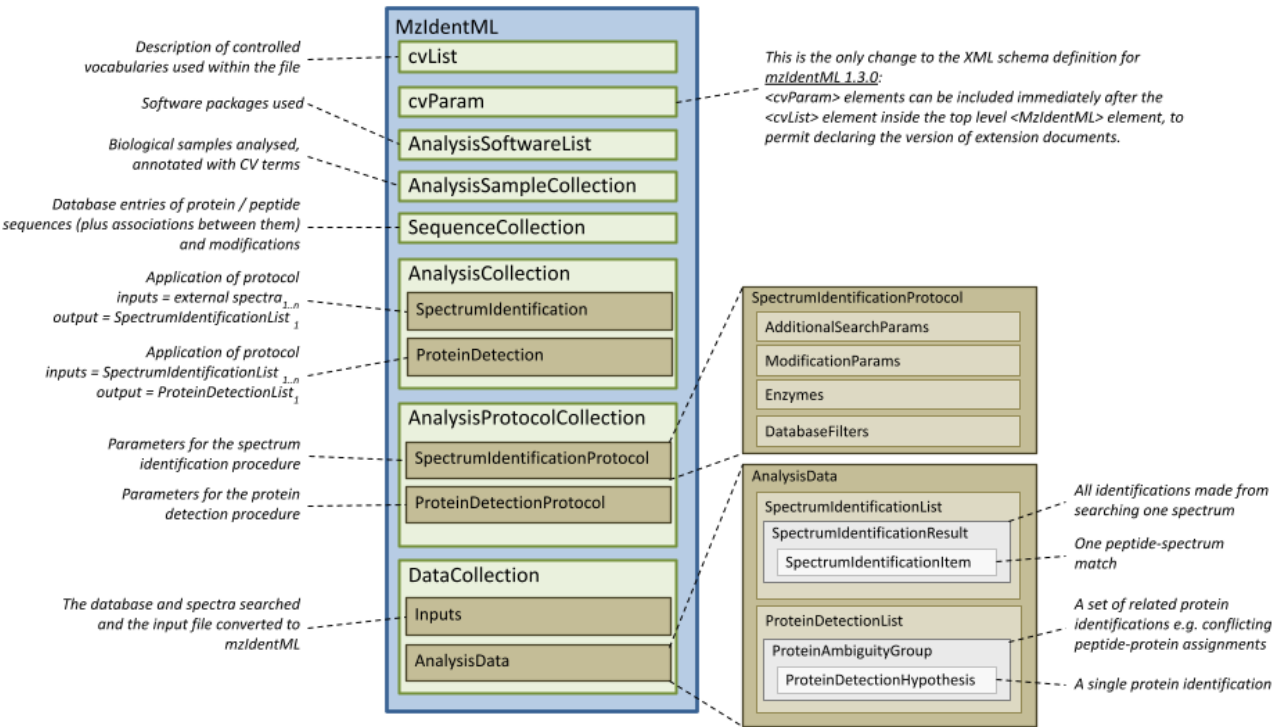 MzIdentML
Description of controlled
vocabularies used within the file
cvList
Software packages used
cvParam
This is the only change to the XML schema definition for
mzIdentML 1.3.0:
<cvParam> elements can be included immediately after the
<cvList> element inside the top level <MzIdentML> element, to
permit declaring the version of extension documents.
Biological samples analysed,
annotated with CV terms
AnalysisSoftwareList
AnalysisSampleCollection
Database entries of protein / peptide
sequences (plus associations between them)
and modifications
SequenceCollection
Application of protocol
inputs = external spectra 1..n
output = SpectrumIdentificationList 1
AnalysisCollection
SpectrumIdentification
Application of protocol
inputs = SpectrumIdentificationList 1..n
output = ProteinDetectionList 1
ProteinDetection
AnalysisProtocolCollection
Parameters for the spectrum
identification procedure
SpectrumIdentificationProtocol
Parameters for the protein
detection procedure
ProteinDetectionProtocol
DataCollection
The database and spectra searched
and the input file converted to
mzIdentML
Inputs
AnalysisData
SpectrumIdentificationProtocol
AdditionalSearchParams
ModificationParams
Enzymes
DatabaseFilters
AnalysisData
SpectrumIdentificationList
SpectrumIdentificationResult
SpectrumIdentificationItem
All identifications made from
searching one spectrum
One peptide-spectrum
match
ProteinDetectionList
ProteinAmbiguityGroup
ProteinDetectionHypothesis
A set of related protein
identifications e.g. conflicting
peptide-protein assignments
A single protein identification